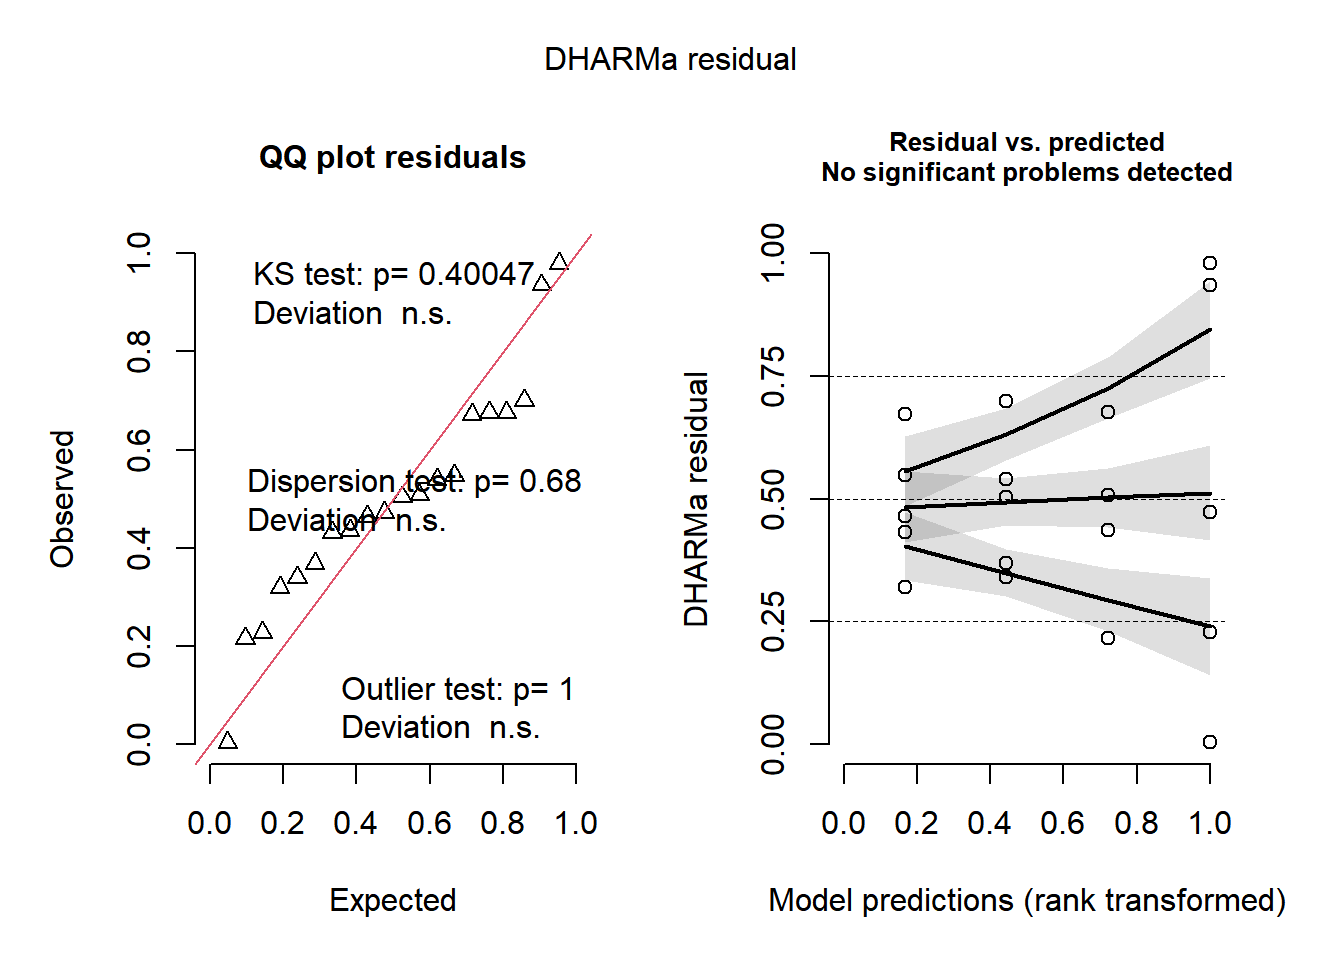 DHARMa residual
QQ plot residuals
KS test: p= 0.40047
Deviation  n.s.
Dispersion test: p= 0.68
Deviation  n.s.
Outlier test: p= 1
Deviation  n.s.
Observed
0.0
0.2
0.4
0.6
0.8
1.0
0.0 0.2 0.4 0.6 0.8 1.0
Expected
Residual vs. predicted
No significant problems detected
DHARMa residual
0.00
0.25
0.50
0.75
1.00
0.0 0.2 0.4 0.6 0.8 1.0
Model predictions (rank transformed)